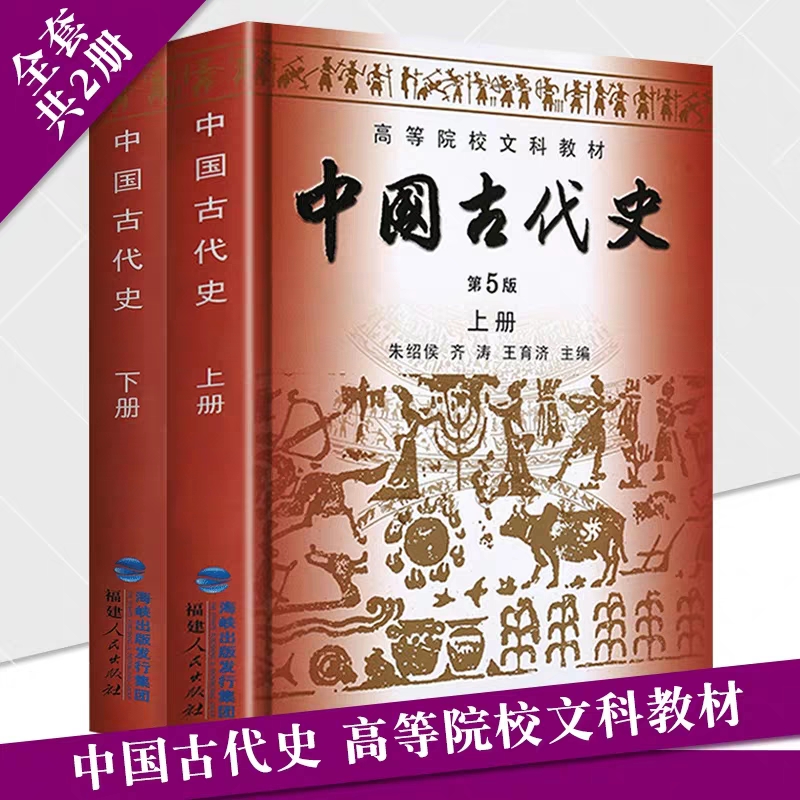 全套
共2册
中国古代史
下册
海峡出版发行集团
福建人民出版社
中国古代史
上册
海峡出版发行集团
福建人民出版社
高等院校文科教材
中国古代史
第5版
上册
朱绍侯 齐涛 王育济 主编
中国古代史 高等院校文科教材